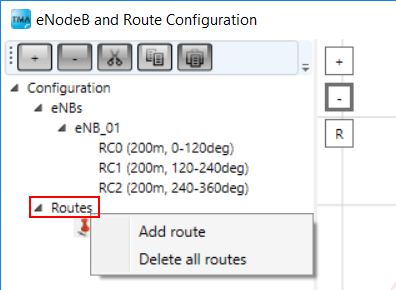 TMA eNodeB and Route Configuration
+ -
+
Configuration
-
eNBs
eNB_01
R
RC0 (200m, 0-120deg)
RC1 (200m, 120-240deg)
RC2 (200m, 240-360deg)
Routes
Add route
Delete all routes